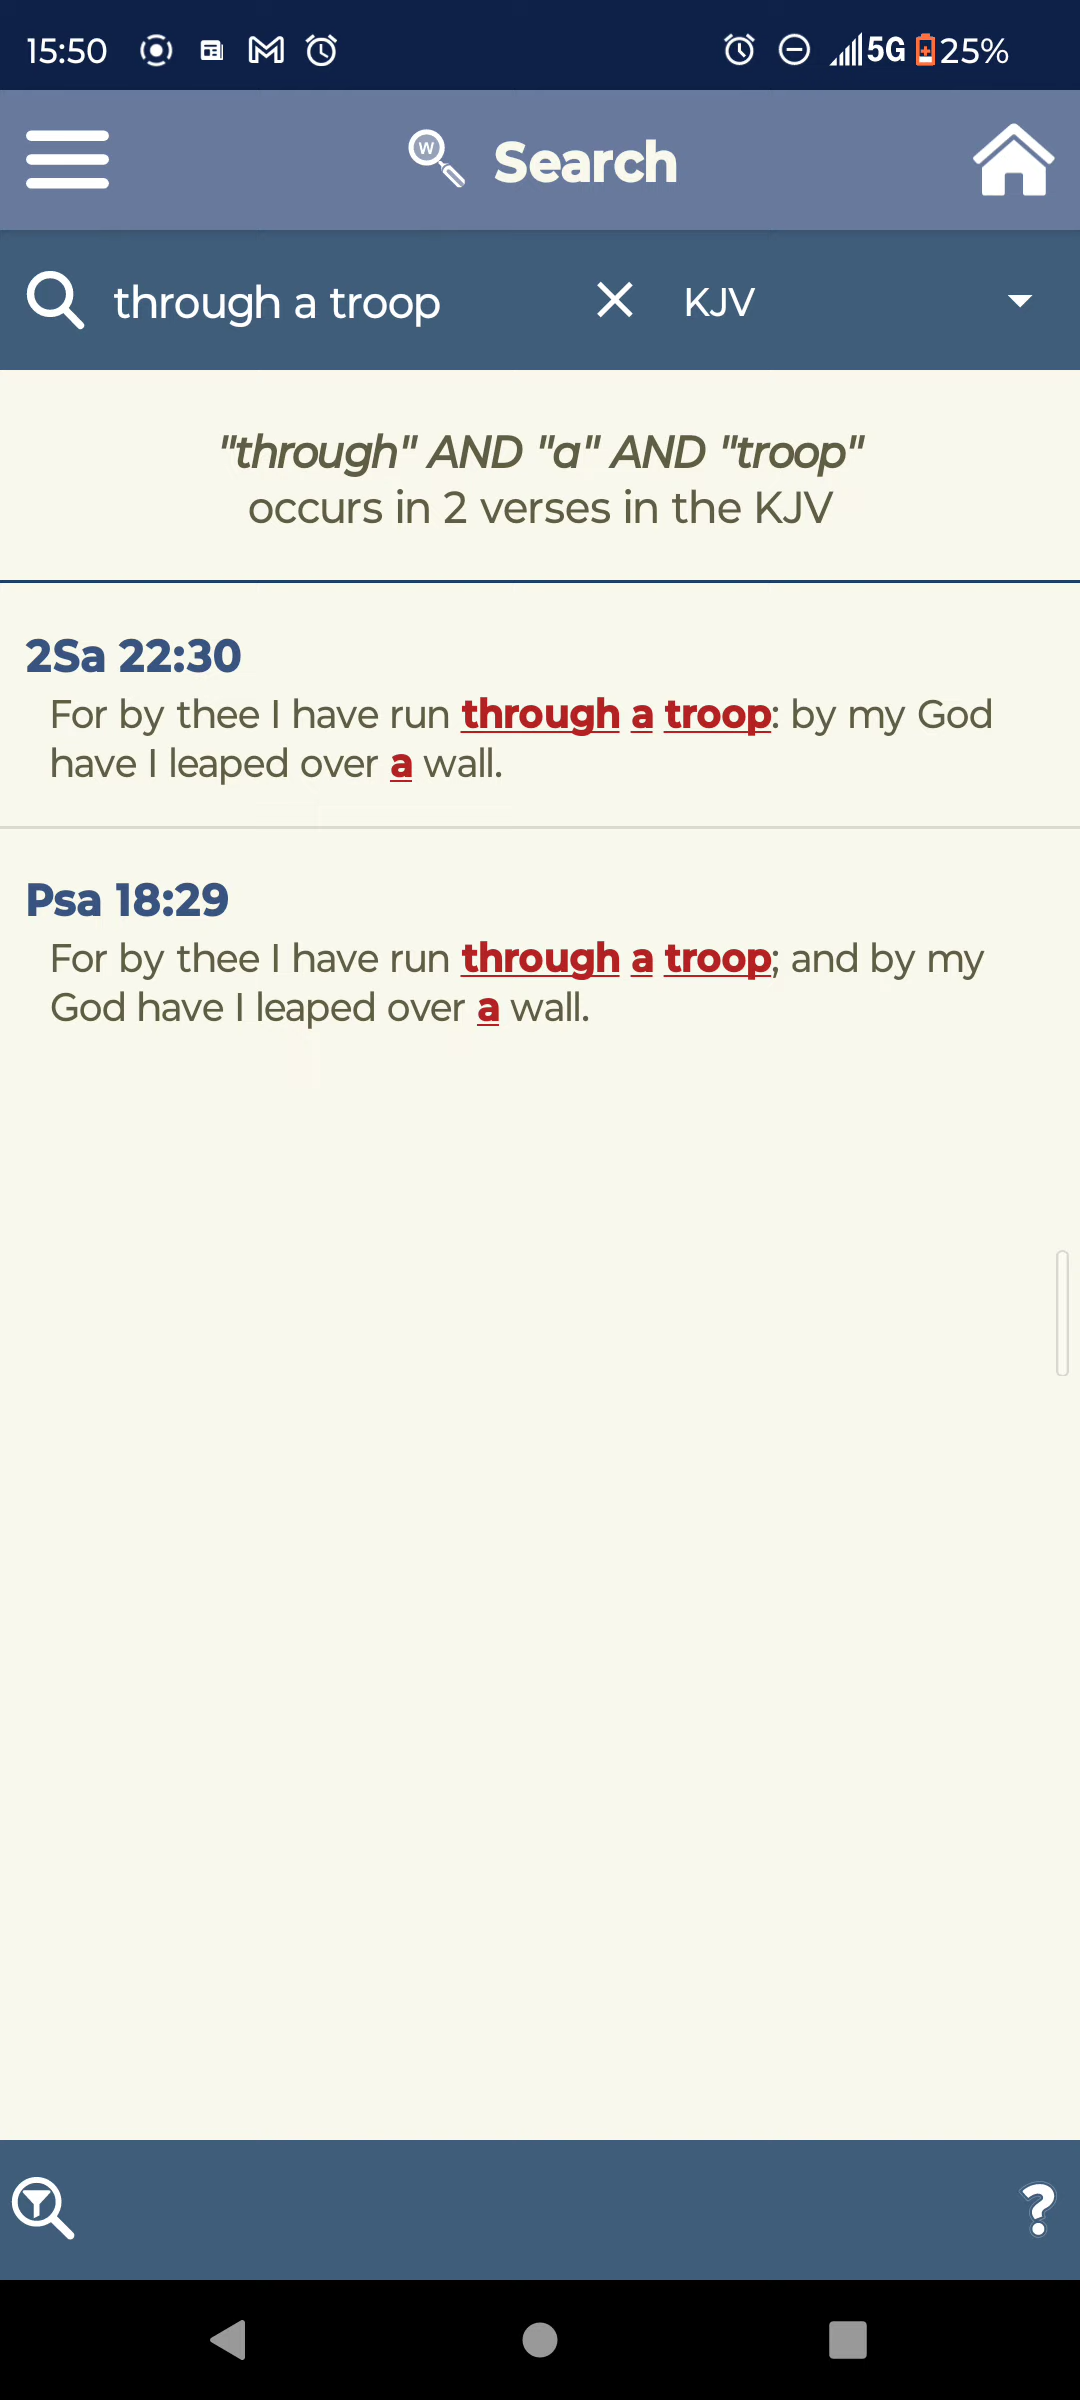 15:50 5G 25%
W Search
through a troop KJV
"through" AND "a" AND "troop"
occurs in 2 verses in the KJV
2Sa 22:30
For by thee I have run through a troop: by my God
have I leaped over a wall.
Psa 18:29
For by thee I have run through a troop; and by my
God have I leaped over a wall.
?